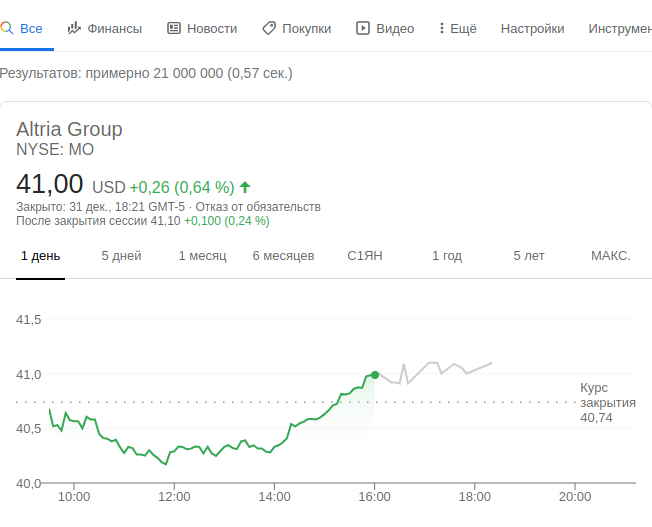 Все Финансы Новости Покупки Видео Ещё Настройки Инструмен
Результатов: примерно 21 000 000 (0,57 сек.)
Altria Group
NYSE: MO
41,00 USD +0,26 (0,64 %)
Закрыто: 31 дек., 18:21 GMT-5 · Отказ от обязательств
После закрытия сессии 41,10 +0,100 (0,24 %)
1 день 5 дней 1 месяц 6 месяцев С1ЯН 1 год 5 лет МАКС.
41,5
41,0
Курс
закрытия
40,74
40,5
40,0
10:00 12:00 14:00 16:00 18:00 20:00